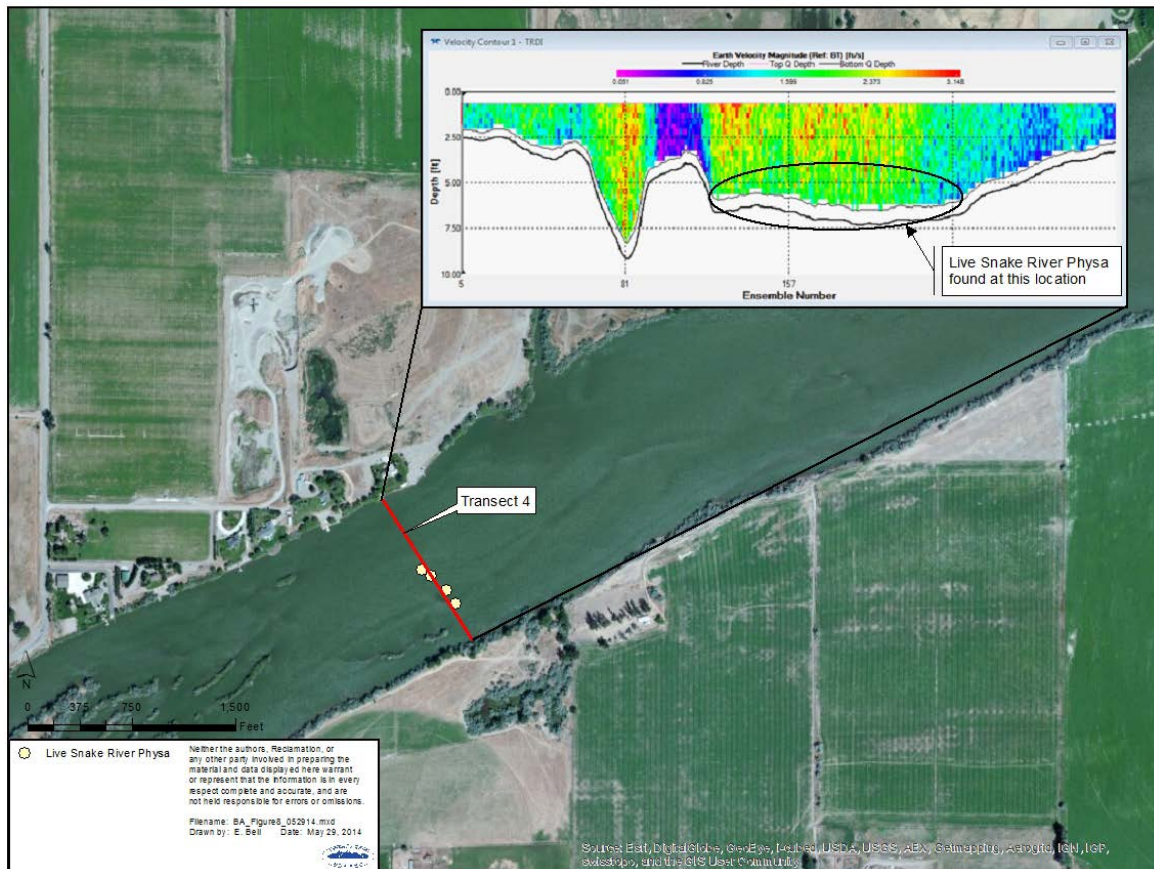 Velocity Contour 1 - TRDI
Earth Velocity Magnitude (Ref: BT) [ft/s]
River Depth Top Q Depth Bottom Q Depth
0.031 0.825 1.598 2.373 3.148
0.00
2.50
5.00
7.50
10.00
Depth [ft]
5 81 157
Ensemble Number
Live Snake River Physa
found at this location
Transect 4
N
0 375 750 1,500
Feet
Live Snake River Physa
Neither the authors, Reclamation, or
any other party involved in preparing the
material and data displayed here warrant
or represent that the information is in every
respect complete and accurate, and are
not held responsible for errors or omissions.
Filename: BA_Figure8_052914.mxd
Drawn by: E. Bell Date: May 29, 2014
Source: Esri, DigitalGlobe, GeoEye, i-cubed, USDA, USGS, AEX, Getmapping, Aerogrid, IGN, IGP,
swisstopo, and the GIS User Community